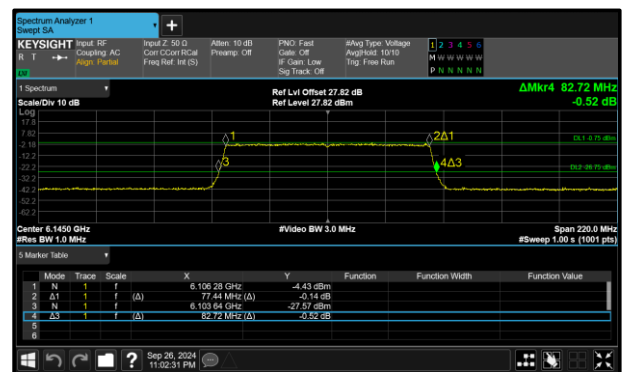 Spectrum Analyzer 1
Swept SA
+
KEYSIGHT Input: RF Input Z: 50 Ω Atten: 10 dB PNO: Fast #Avg Type: Voltage 1 2 3 4 5 6
R T Coupling: AC Corr CCorr RCal Preamp: Off Gate: Off Avg|Hold: 10/10 M W W W W W
Align: Partial Freq Ref: Int (S) IF Gain: Low Trig: Free Run
Sig Track: Off P N N N N N
LXI
1 Spectrum Ref Lvl Offset 27.82 dB ΔMkr4 82.72 MHz
Scale/Div 10 dB Ref Level 27.82 dBm -0.52 dB
Log
17.8
7.82
-2.18
-12.2
-22.2
-32.2
-42.2
-52.2
-62.2
1
2Δ1
3
4Δ3
DL1 -0.75 dBm
DL2 -26.75 dBm
Center 6.1450 GHz #Video BW 3.0 MHz Span 220.0 MHz
#Res BW 1.0 MHz #Sweep 1.00 s (1001 pts)
5 Marker Table
Mode Trace Scale X Y Function Function Width Function Value
1 N 1 f 6.106 28 GHz -4.43 dBm
2 Δ1 1 f (Δ) 77.44 MHz (Δ) -0.14 dB
3 N 1 f 6.103 64 GHz -27.57 dBm
4 Δ3 1 f (Δ) 82.72 MHz (Δ) -0.52 dB
5
6
? Sep 26, 2024
11:02:31 PM